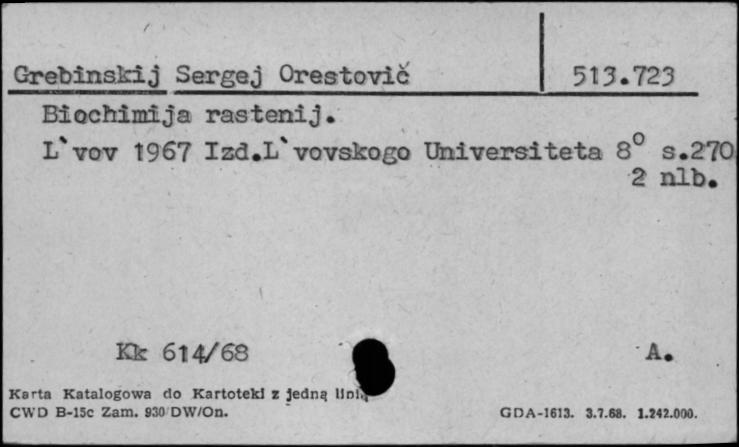 Grebinskij Sergej Orestovič 513.723
Biochimija rastenij.
L`vov 1967 Izd.L`vovskogo Universiteta 8° s.270
2 nlb.
Kk 614/68 A.
Karta Katalogowa do Kartoteki z jedną linią
CWD B-15c Zam. 930/DW/On. GDA-1613. 3.7.68. 1.242.000.